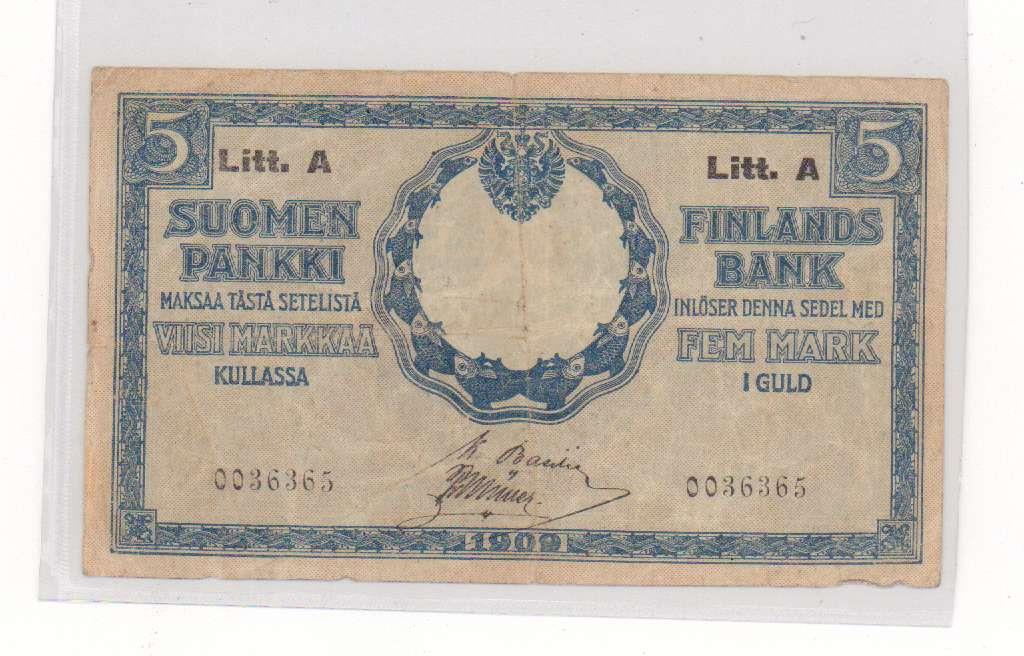 5 Litt. A
SUOMEN
PANKKI
MAKSAA TÄSTÄ SETELISTÄ
VIISI MARKKAA
KULLASSA
0036365
Litt. A 5
FINLANDS
BANK
INLÖSER DENNA SEDEL MED
FEM MARK
I GULD
0036365
K. Basilier
1909